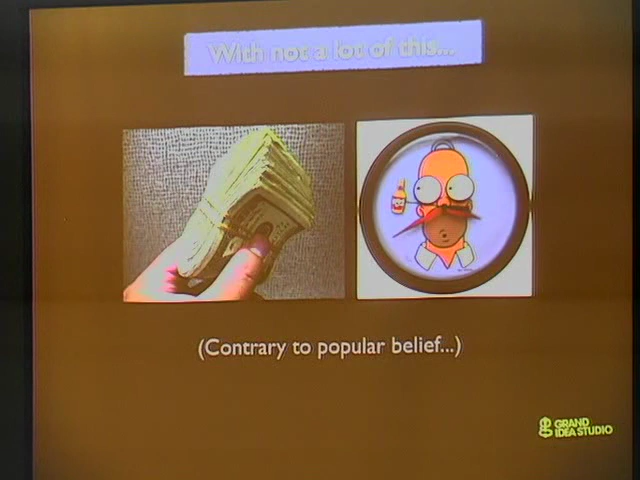 With not a lot of this...
(Contrary to popular belief...)
GRAND
IDEA STUDIO